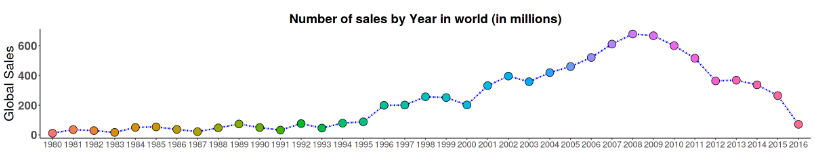 Number of sales by Year in world (in millions)
Global Sales
600
400
200
0
1980 1981 1982 1983 1984 1985 1986 1987 1988 1989 1990 1991 1992 1993 1994 1995 1996 1997 1998 1999 2000 2001 2002 2003 2004 2005 2006 2007 2008 2009 2010 2011 2012 2013 2014 2015 2016